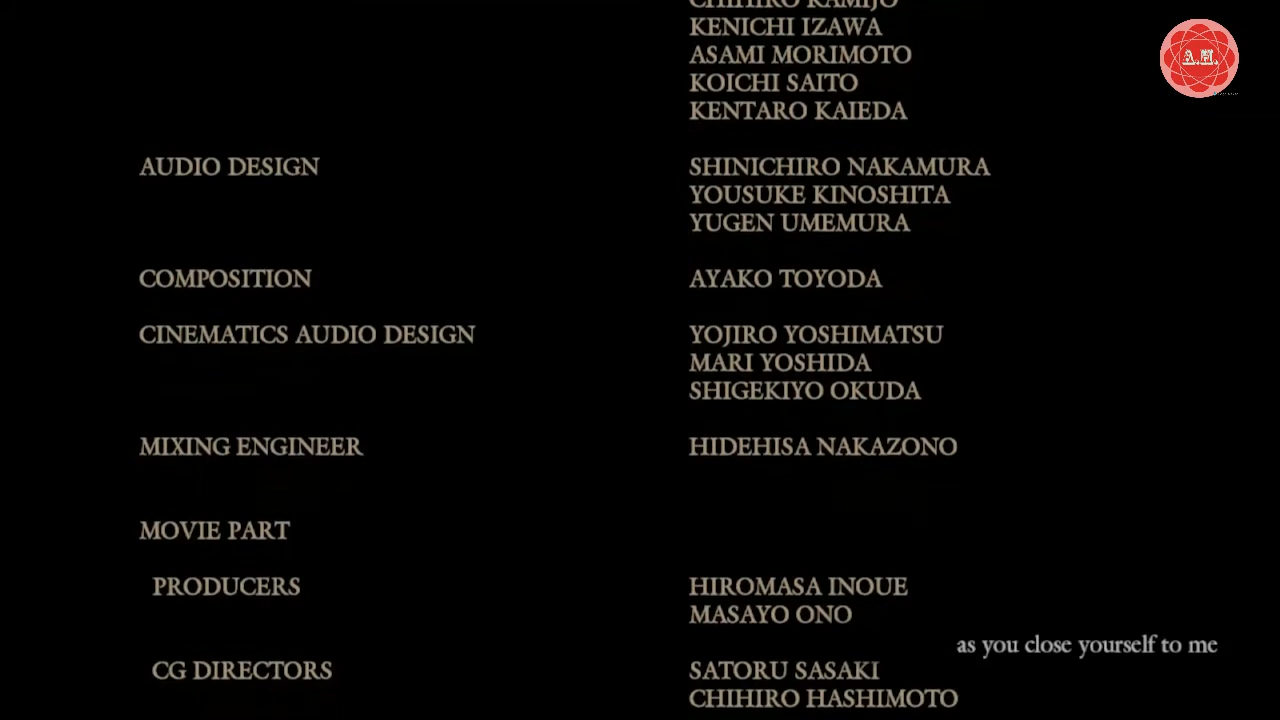 CHIHIRO KAMIJO
KENICHI IZAWA
ASAMI MORIMOTO
KOICHI SAITO
KENTARO KAIEDA
A.H.
AUDIO DESIGN SHINICHIRO NAKAMURA
YOUSUKE KINOSHITA
YUGEN UMEMURA
COMPOSITION AYAKO TOYODA
CINEMATICS AUDIO DESIGN YOJIRO YOSHIMATSU
MARI YOSHIDA
SHIGEKIYO OKUDA
MIXING ENGINEER HIDEHISA NAKAZONO
MOVIE PART
PRODUCERS HIROMASA INOUE
MASAYO ONO
as you close yourself to me
CG DIRECTORS SATORU SASAKI
CHIHIRO HASHIMOTO